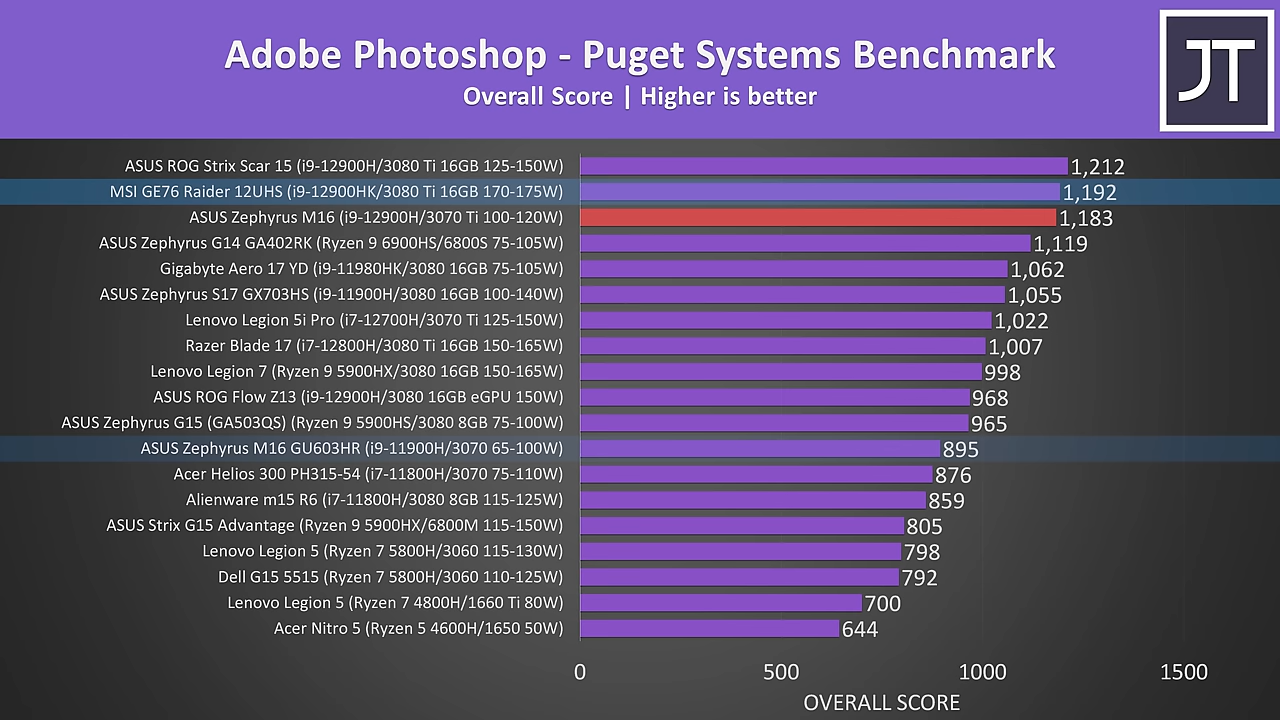 Adobe Photoshop - Puget Systems Benchmark
Overall Score | Higher is better
JT
ASUS ROG Strix Scar 15 (i9-12900H/3080 Ti 16GB 125-150W) 1,212
MSI GE76 Raider 12UHS (i9-12900HK/3080 Ti 16GB 170-175W) 1,192
ASUS Zephyrus M16 (i9-12900H/3070 Ti 100-120W) 1,183
ASUS Zephyrus G14 GA402RK (Ryzen 9 6900HS/6800S 75-105W) 1,119
Gigabyte Aero 17 YD (i9-11980HK/3080 16GB 75-105W) 1,062
ASUS Zephyrus S17 GX703HS (i9-11900H/3080 16GB 100-140W) 1,055
Lenovo Legion 5i Pro (i7-12700H/3070 Ti 125-150W) 1,022
Razer Blade 17 (i7-12800H/3080 Ti 16GB 150-165W) 1,007
Lenovo Legion 7 (Ryzen 9 5900HX/3080 16GB 150-165W) 998
ASUS ROG Flow Z13 (i9-12900H/3080 16GB eGPU 150W) 968
ASUS Zephyrus G15 (GA503QS) (Ryzen 9 5900HS/3080 8GB 75-100W) 965
ASUS Zephyrus M16 GU603HR (i9-11900H/3070 65-100W) 895
Acer Helios 300 PH315-54 (i7-11800H/3070 75-110W) 876
Alienware m15 R6 (i7-11800H/3080 8GB 115-125W) 859
ASUS Strix G15 Advantage (Ryzen 9 5900HX/6800M 115-150W) 805
Lenovo Legion 5 (Ryzen 7 5800H/3060 115-130W) 798
Dell G15 5515 (Ryzen 7 5800H/3060 110-125W) 792
Lenovo Legion 5 (Ryzen 7 4800H/1660 Ti 80W) 700
Acer Nitro 5 (Ryzen 5 4600H/1650 50W) 644
0 500 1000 1500
OVERALL SCORE